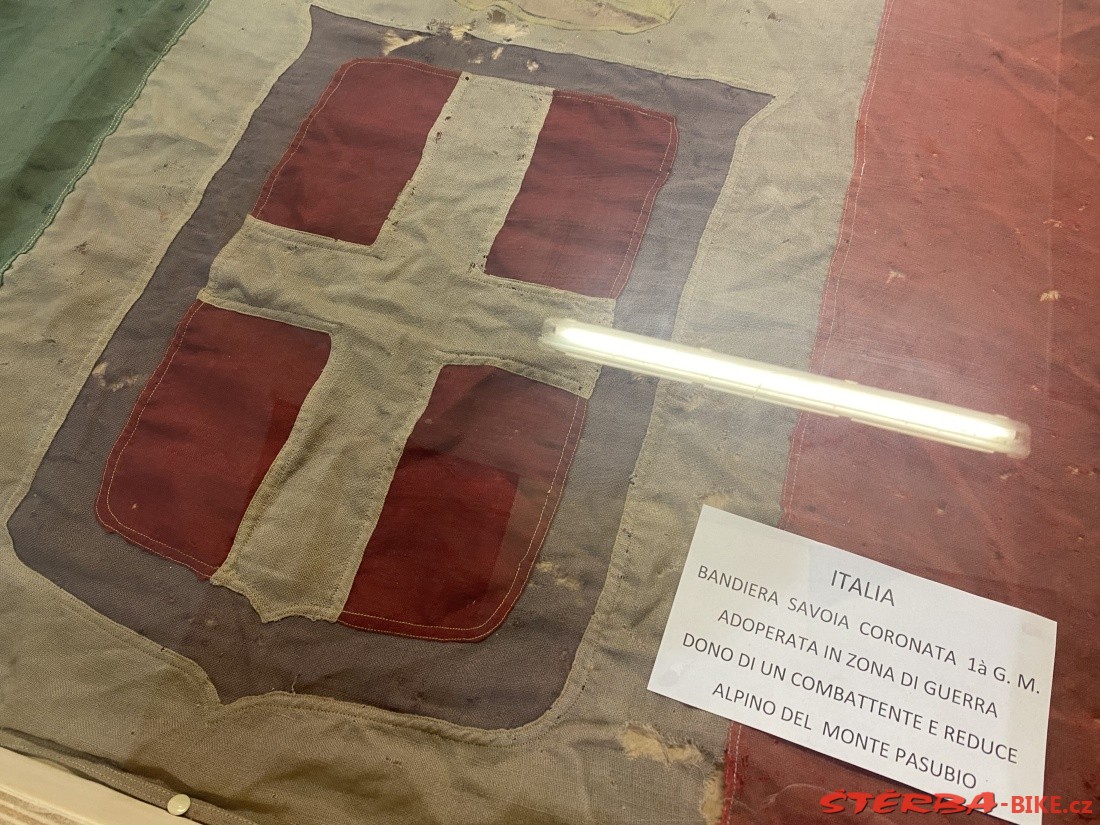 ITALIA
BANDIERA SAVOIA CORONATA 1à G. M.
ADOPERATA IN ZONA DI GUERRA
DONO DI UN COMBATTENTE E REDUCE
ALPINO DEL MONTE PASUBIO
ŠTĚRBA-BIKE.cz